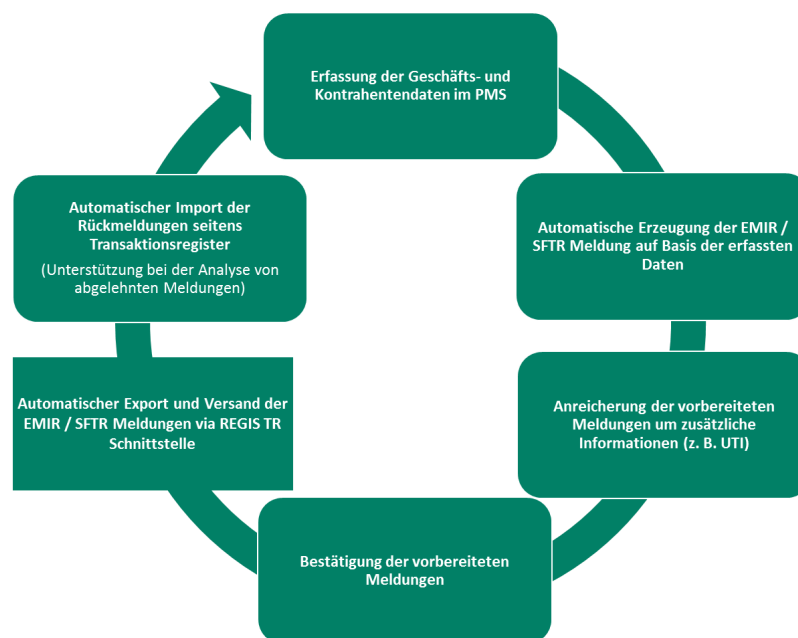 Erfassung der Geschäfts- und
Kontrahentendaten im PMS
Automatische Erzeugung der EMIR /
SFTR Meldung auf Basis der erfassten
Daten
Anreicherung der vorbereiteten
Meldungen um zusätzliche
Informationen (z. B. UTI)
Bestätigung der vorbereiteten
Meldungen
Automatischer Export und Versand der
EMIR / SFTR Meldungen via REGIS TR
Schnittstelle
Automatischer Import der
Rückmeldungen seitens
Transaktionsregister
(Unterstützung bei der Analyse von
abgelehnten Meldungen)